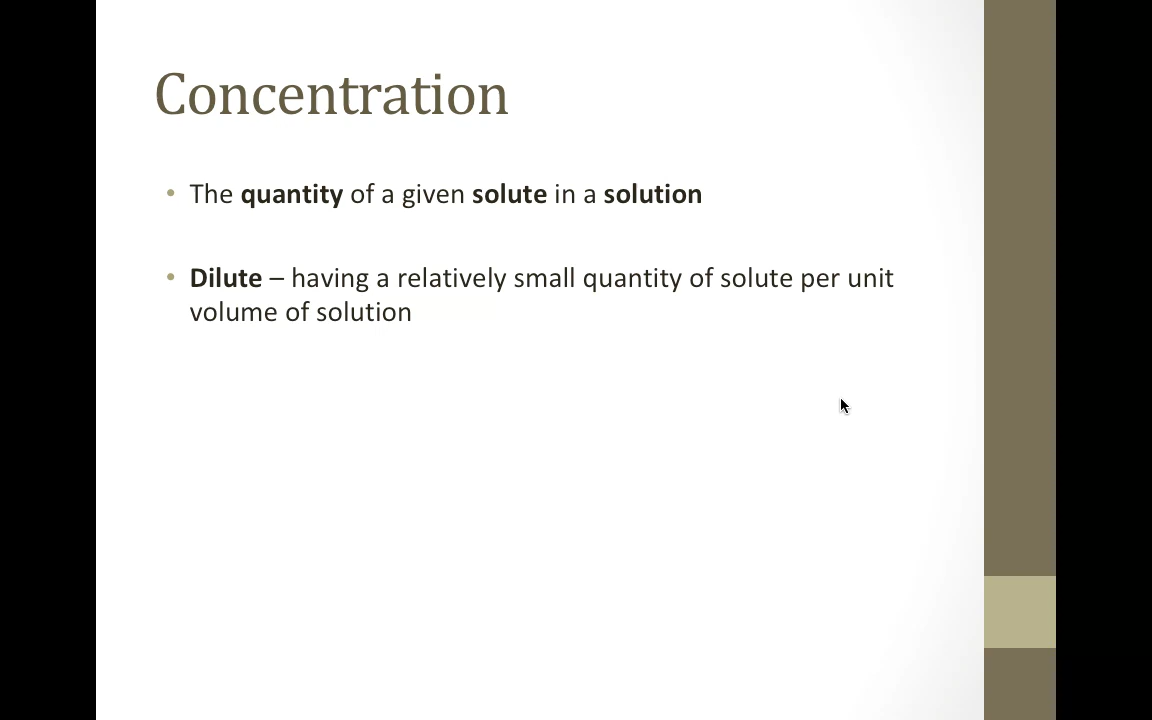 Concentration
• The quantity of a given solute in a solution
• Dilute – having a relatively small quantity of solute per unit
volume of solution